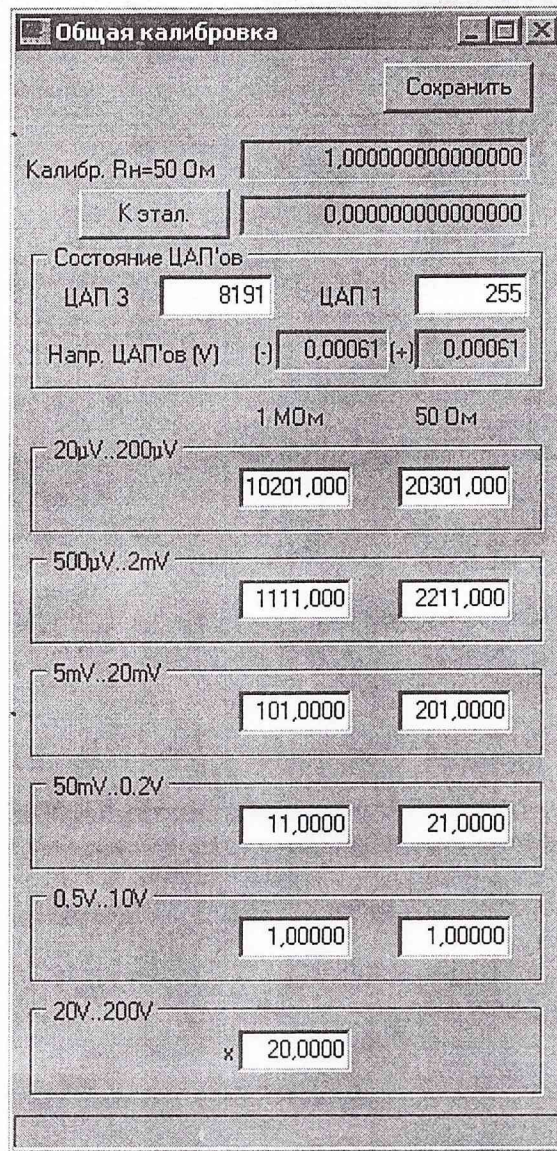 Общая калибровка
Сохранить
Калибр. Rн=50 Ом 1,000000000000000
К этал. 0,000000000000000
Состояние ЦАП'ов
ЦАП 3 8191 ЦАП 1 255
Напр. ЦАП'ов (V) (-) 0,00061 (+) 0,00061
1 МОм 50 Ом
20µV..200µV
10201,000 20301,000
500µV..2mV
1111,000 2211,000
5mV..20mV
101,0000 201,0000
50mV..0.2V
11,0000 21,0000
0.5V..10V
1,00000 1,00000
20V..200V
x 20,0000